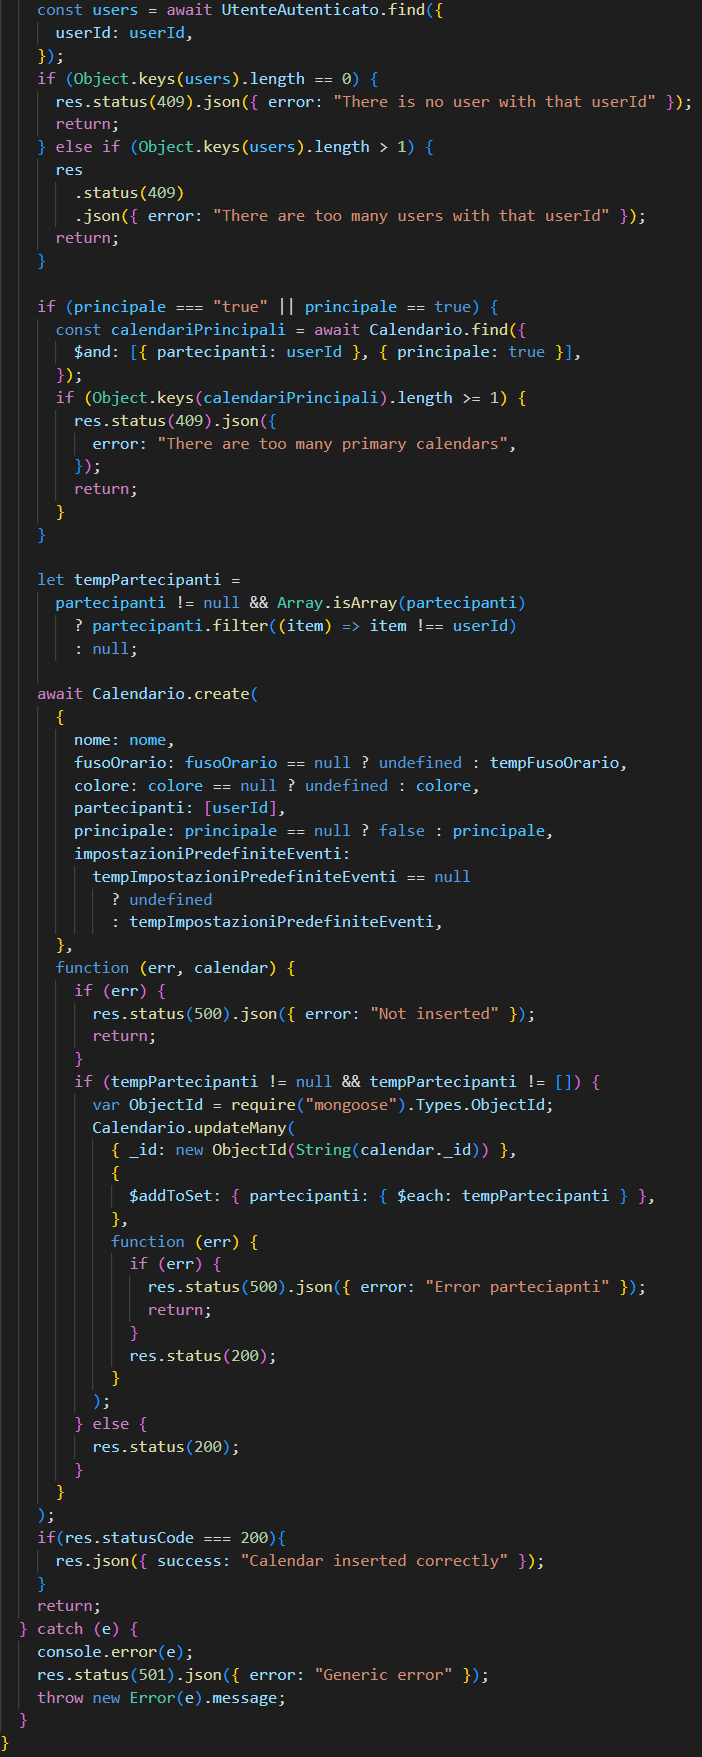 const users = await UtenteAutenticato.find({
userId: userId,
});
if (Object.keys(users).length == 0) {
res.status(409).json({ error: "There is no user with that userId" });
return;
} else if (Object.keys(users).length > 1) {
res
.status(409)
.json({ error: "There are too many users with that userId" });
return;
}
if (principale === "true" || principale == true) {
const calendariPrincipali = await Calendario.find({
$and: [{ partecipanti: userId }, { principale: true }],
});
if (Object.keys(calendariPrincipali).length >= 1) {
res.status(409).json({
error: "There are too many primary calendars",
});
return;
}
}
let tempPartecipanti =
partecipanti != null && Array.isArray(partecipanti)
? partecipanti.filter((item) => item !== userId)
: null;
await Calendario.create(
{
nome: nome,
fusoOrario: fusoOrario == null ? undefined : tempFusoOrario,
colore: colore == null ? undefined : colore,
partecipanti: [userId],
principale: principale == null ? false : principale,
impostazioniPredefiniteEventi:
tempImpostazioniPredefiniteEventi == null
? undefined
: tempImpostazioniPredefiniteEventi,
},
function (err, calendar) {
if (err) {
res.status(500).json({ error: "Not inserted" });
return;
}
if (tempPartecipanti != null && tempPartecipanti != []) {
var ObjectId = require("mongoose").Types.ObjectId;
Calendario.updateMany(
{ _id: new ObjectId(String(calendar._id)) },
{
$addToSet: { partecipanti: { $each: tempPartecipanti } },
},
function (err) {
if (err) {
res.status(500).json({ error: "Error parteciapnti" });
return;
}
res.status(200);
}
);
} else {
res.status(200);
}
}
);
if(res.statusCode === 200){
res.json({ success: "Calendar inserted correctly" });
}
return;
} catch (e) {
console.error(e);
res.status(501).json({ error: "Generic error" });
throw new Error(e).message;
}
}